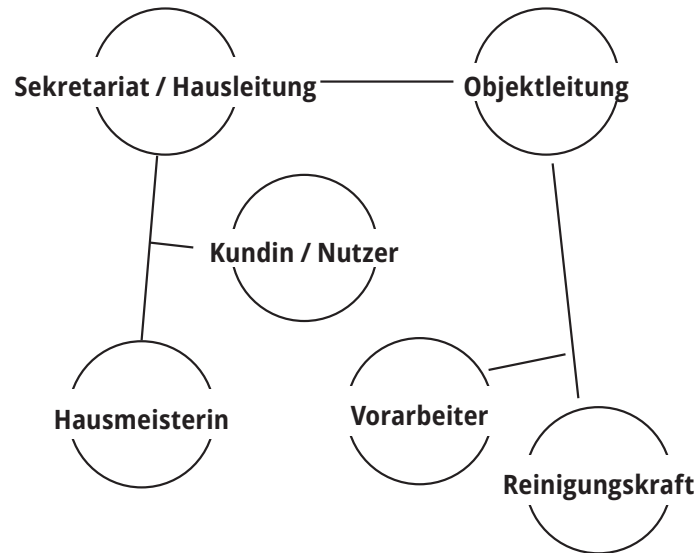 Sekretariat / Hausleitung
Objektleitung
Kundin / Nutzer
Hausmeisterin
Vorarbeiter
Reinigungskraft